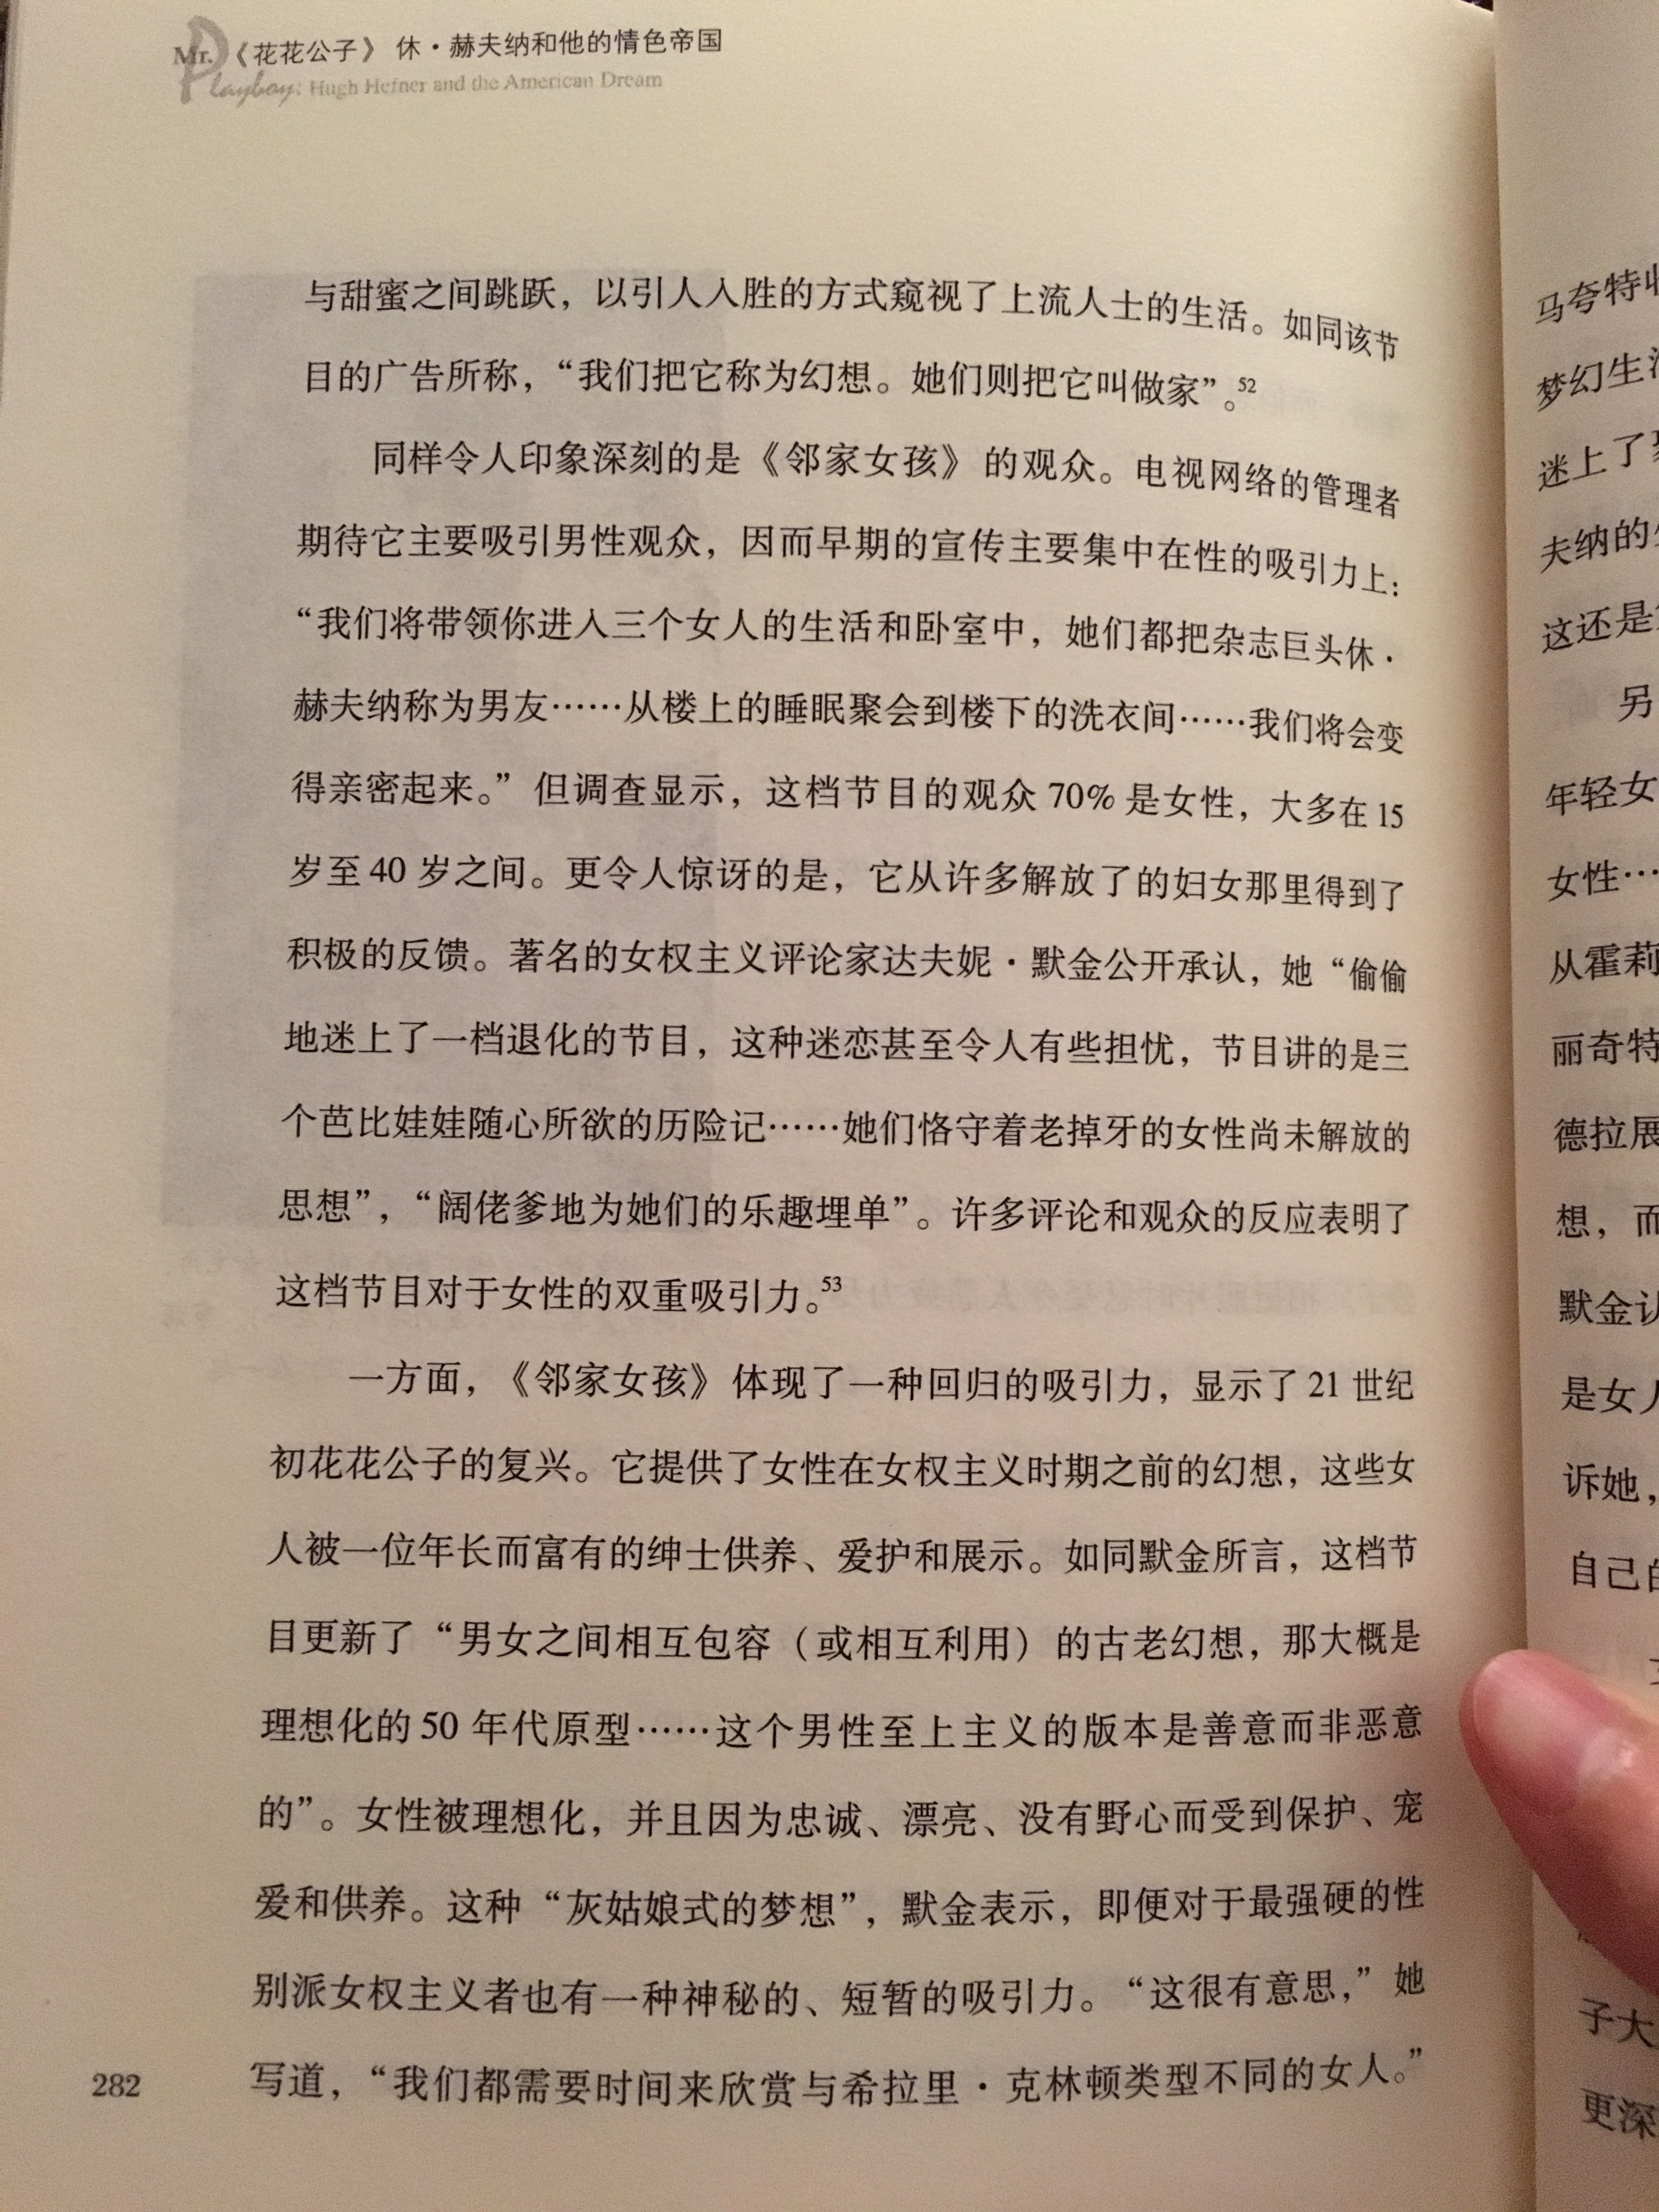 Mr.《花花公子》 休·赫夫纳和他的情色帝国
Playboy: Hugh Hefner and the American Dream
与甜蜜之间跳跃，以引人入胜的方式窥视了上流人士的生活。如同该节
目的广告所称，“我们把它称为幻想。她们则把它叫做家”。52
同样令人印象深刻的是《邻家女孩》的观众。电视网络的管理者
期待它主要吸引男性观众，因而早期的宣传主要集中在性的吸引力上：
“我们将带领你进入三个女人的生活和卧室中，她们都把杂志巨头休·
赫夫纳称为男友……从楼上的睡眠聚会到楼下的洗衣间……我们将会变
得亲密起来。”但调查显示，这档节目的观众 70% 是女性，大多在 15
岁至 40 岁之间。更令人惊讶的是，它从许多解放了的妇女那里得到了
积极的反馈。著名的女权主义评论家达夫妮·默金公开承认，她“偷偷
地迷上了一档退化的节目，这种迷恋甚至令人有些担忧，节目讲的是三
个芭比娃娃随心所欲的历险记……她们恪守着老掉牙的女性尚未解放的
思想”，“阔佬爹地为她们的乐趣埋单”。许多评论和观众的反应表明了
这档节目对于女性的双重吸引力。53
一方面，《邻家女孩》体现了一种回归的吸引力，显示了 21 世纪
初花花公子的复兴。它提供了女性在女权主义时期之前的幻想，这些女
人被一位年长而富有的绅士供养、爱护和展示。如同默金所言，这档节
目更新了“男女之间相互包容（或相互利用）的古老幻想，那大概是
理想化的 50 年代原型……这个男性至上主义的版本是善意而非恶意
的”。女性被理想化，并且因为忠诚、漂亮、没有野心而受到保护、宠
爱和供养。这种“灰姑娘式的梦想”，默金表示，即便对于最强硬的性
别派女权主义者也有一种神秘的、短暂的吸引力。“这很有意思，”她
写道，“我们都需要时间来欣赏与希拉里·克林顿类型不同的女人。”
282
马夸特
梦幻生活
迷上了
夫纳的
这还是
另
年轻女
女性…
从霍莉
丽奇特
德拉展
想，而
默金认
是女人
诉她，
自己的
子大
更深